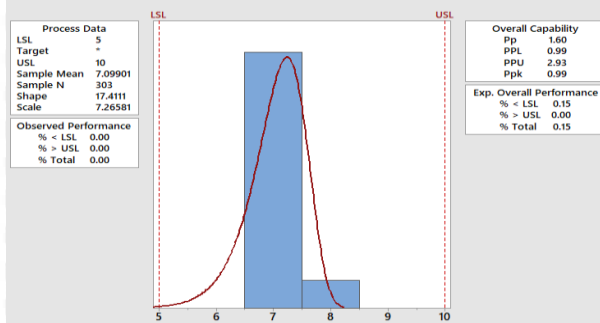 LSL
USL
Process Data
LSL 5
Target *
USL 10
Sample Mean 7.09901
Sample N 303
Shape 17.4111
Scale 7.26581
Observed Performance
% < LSL 0.00
% > USL 0.00
% Total 0.00
Overall Capability
Pp 1.60
PPL 0.99
PPU 2.93
Ppk 0.99
Exp. Overall Performance
% < LSL 0.15
% > USL 0.00
% Total 0.15
5 6 7 8 9 10